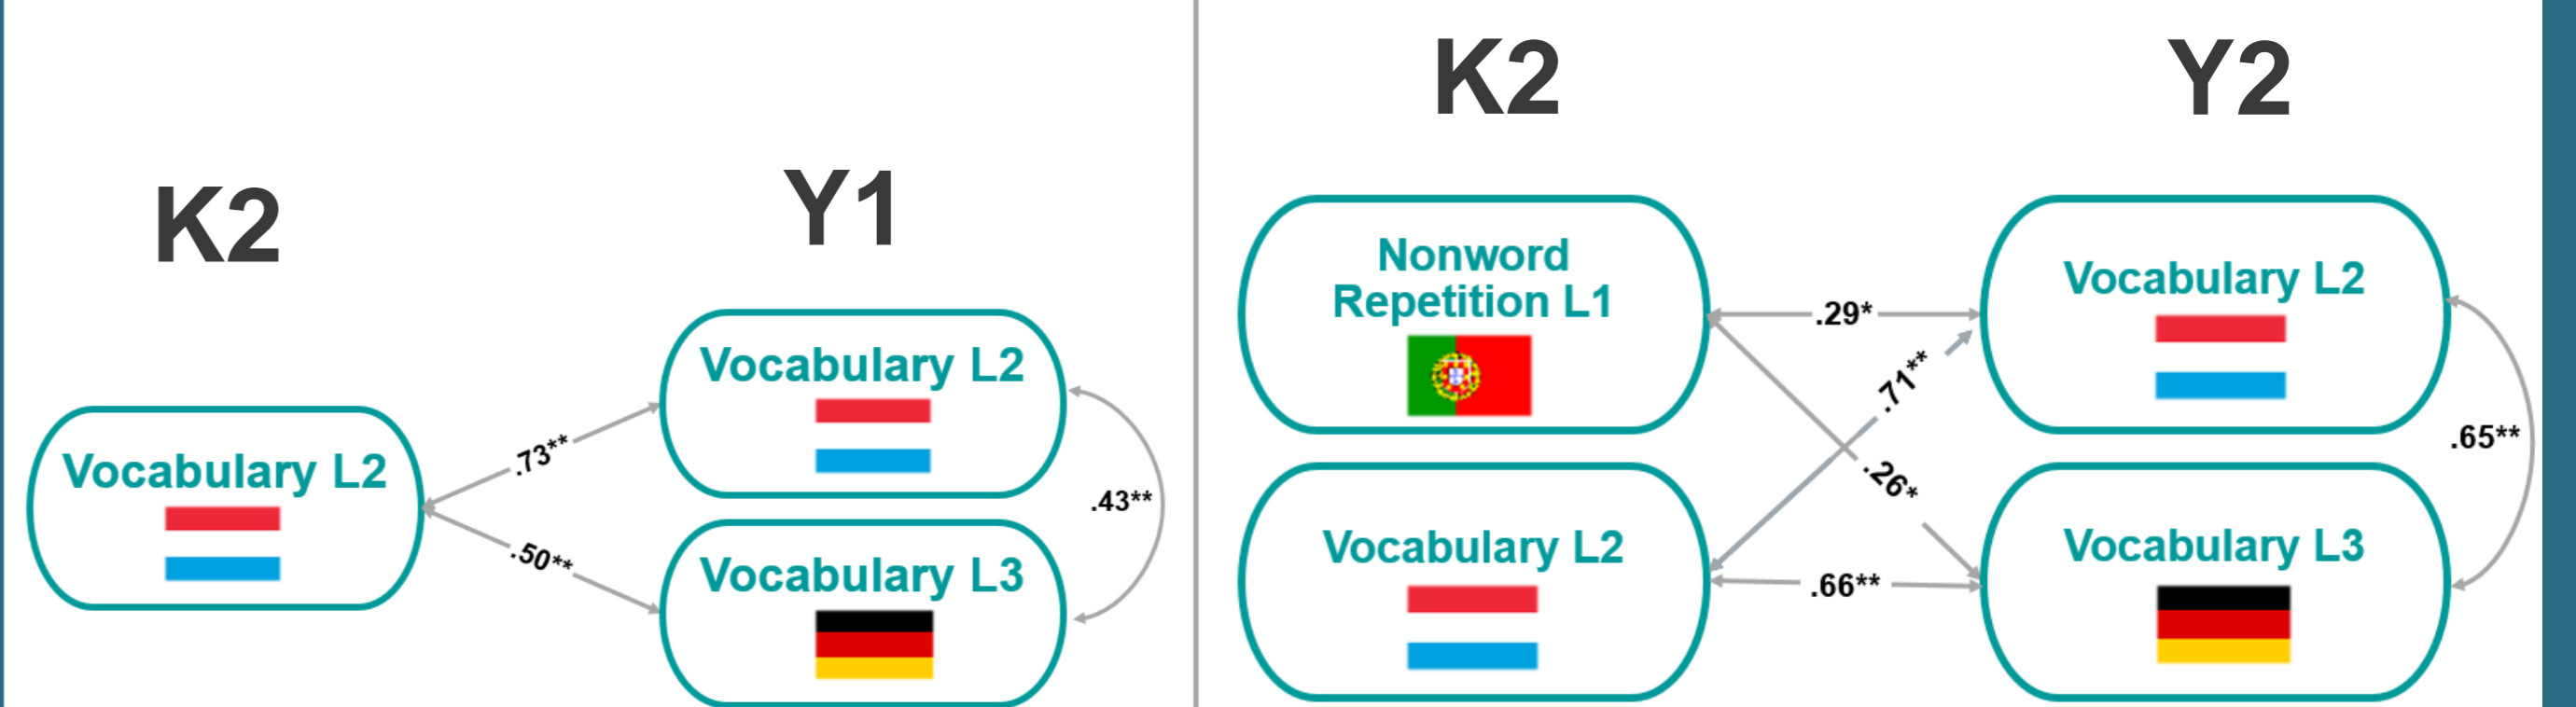 K2
Y1
Vocabulary L2
.73**
.50**
Vocabulary L2
Vocabulary L3
.43**
K2
Y2
Nonword
Repetition L1
Vocabulary L2
.29*
.71**
.26*
.66**
Vocabulary L2
Vocabulary L3
.65**